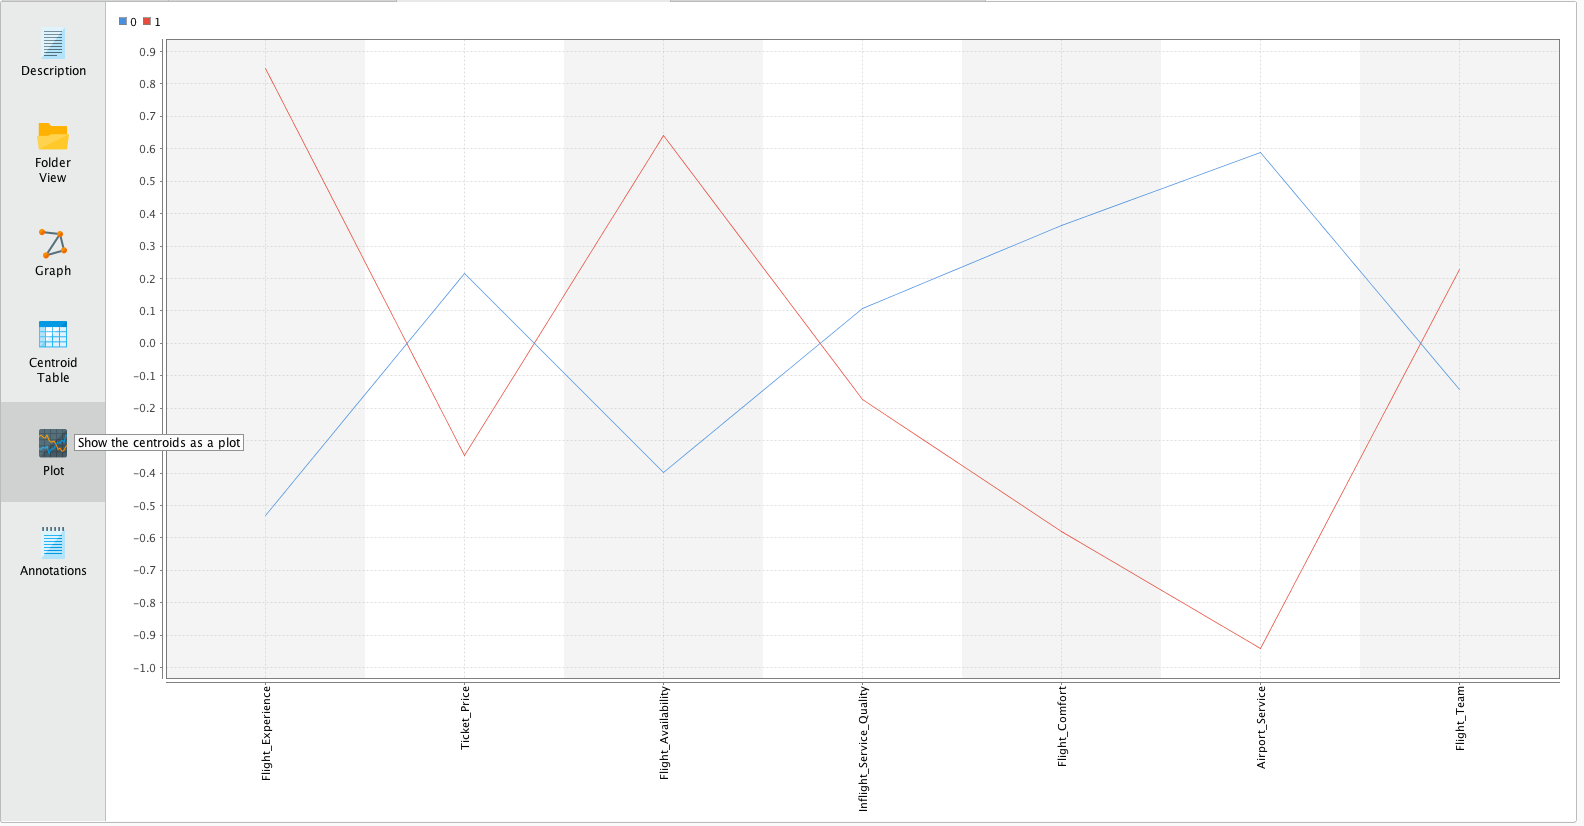 0 1
Description
Folder
View
Graph
Centroid
Table
Plot
Show the centroids as a plot
Annotations
0.9
0.8
0.7
0.6
0.5
0.4
0.3
0.2
0.1
0.0
−0.1
−0.2
−0.4
−0.5
−0.6
−0.7
−0.8
−0.9
−1.0
Flight_Experience
Ticket_Price
Flight_Availability
Inflight_Service_Quality
Flight_Comfort
Airport_Service
Flight_Team